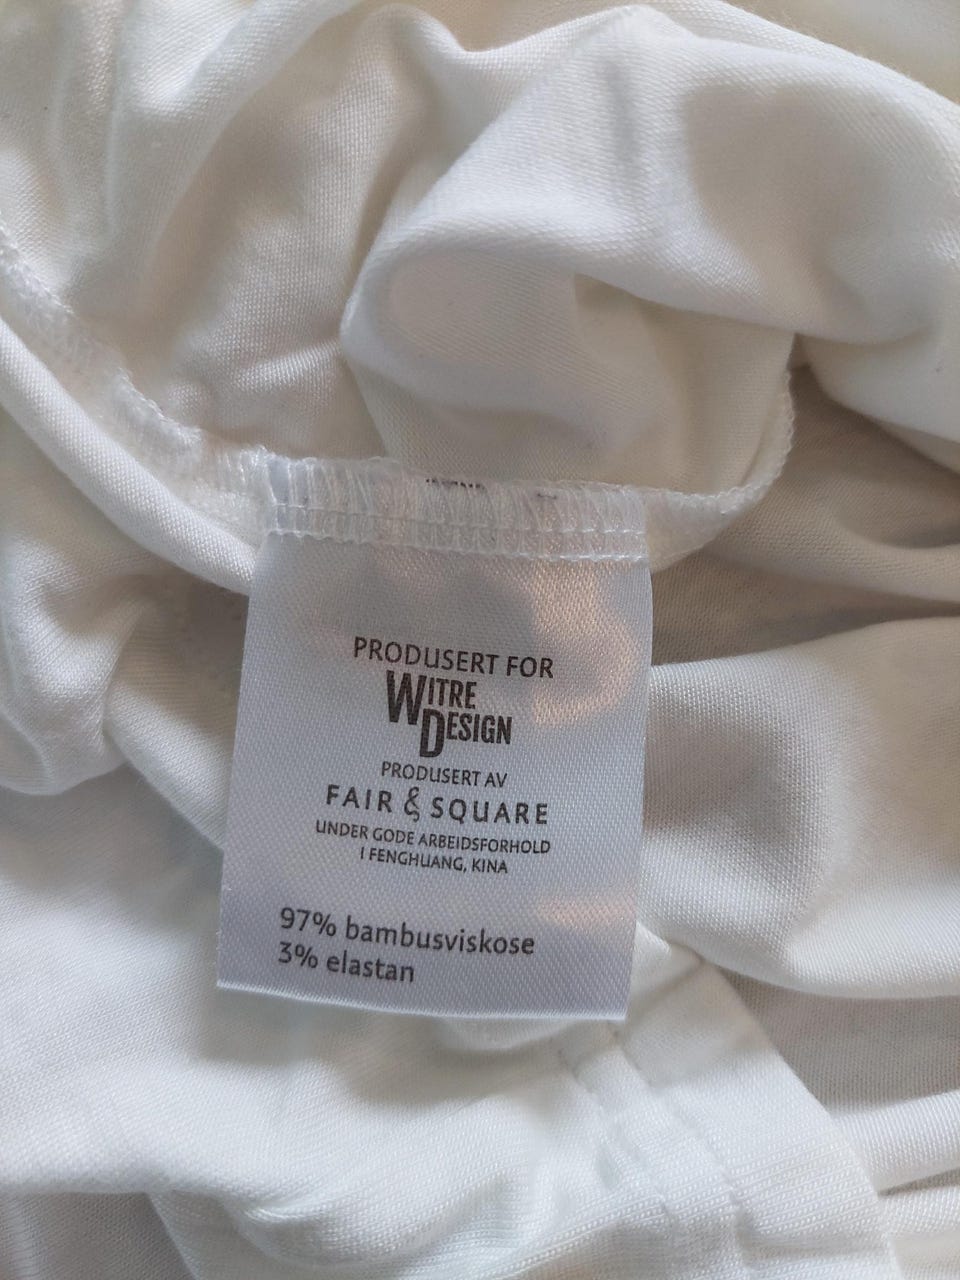 PRODUSERT FOR
WITRE
DESIGN
PRODUSERT AV
FAIR & SQUARE
UNDER GODE ARBEIDSFORHOLD
I FENGHUANG, KINA
97% bambusviskose
3% elastan